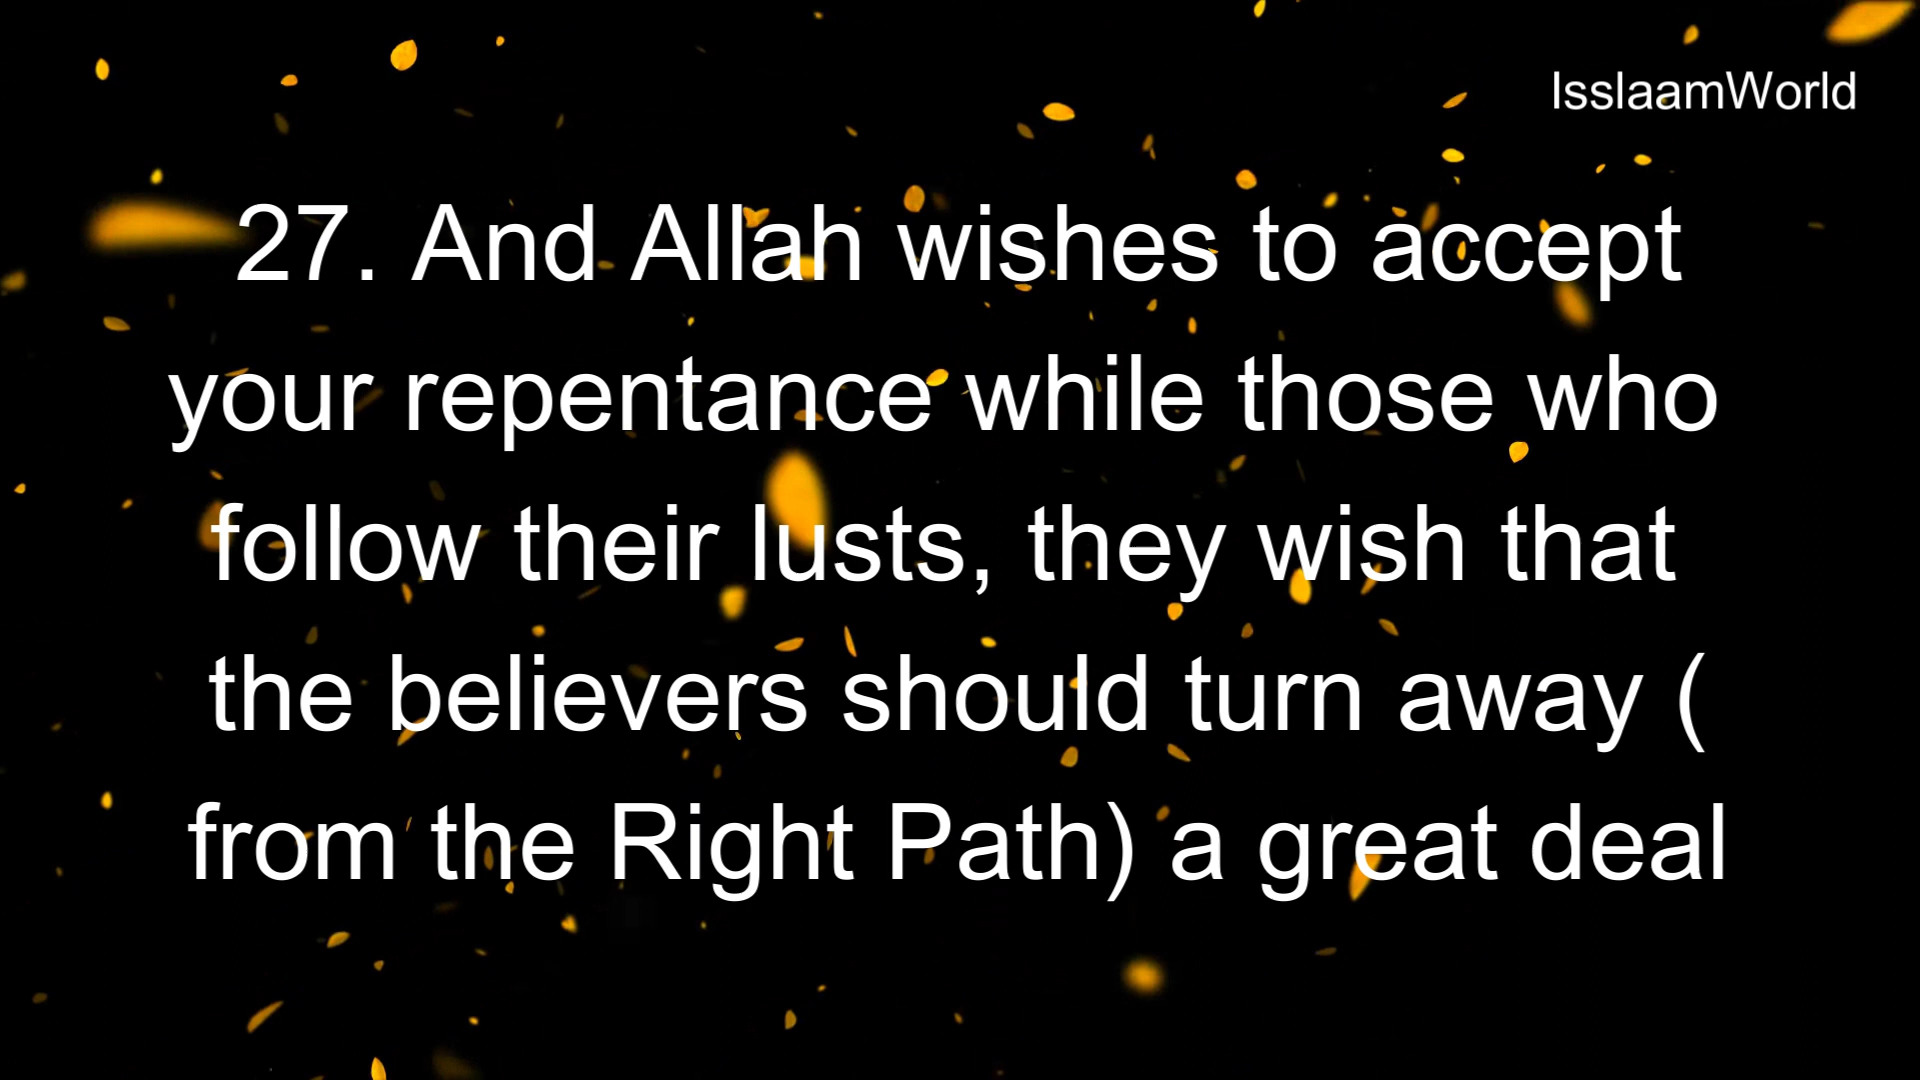 IsslaamWorld
27. And Allah wishes to accept
your repentance while those who
follow their lusts, they wish that
the believers should turn away (
from the Right Path) a great deal